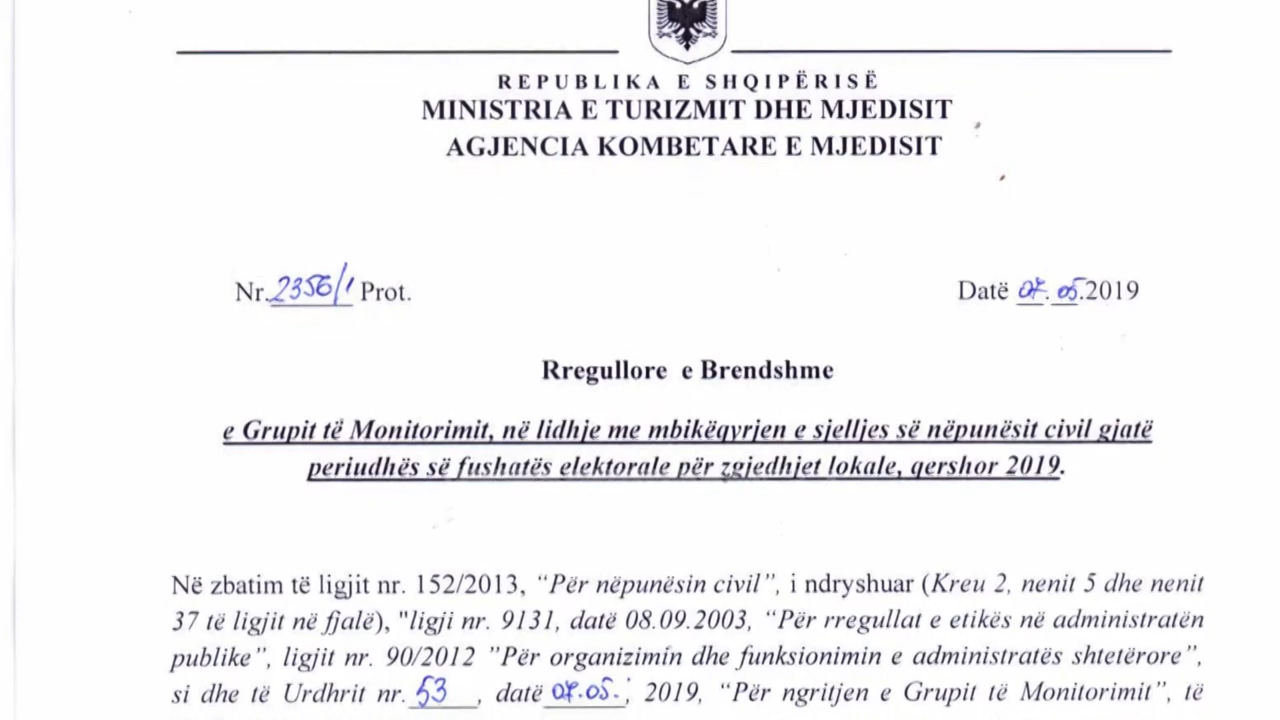 REPUBLIKA E SHQIPËRISË
MINISTRIA E TURIZMIT DHE MJEDISIT
AGJENCIA KOMBETARE E MJEDISIT
Nr. 2356/1 Prot. Datë 07.05.2019
Rregullore e Brendshme
e Grupit të Monitorimit, në lidhje me mbikëqyrjen e sjelljes së nëpunësit civil gjatë
periudhës së fushatës elektorale për zgjedhjet lokale, qershor 2019.
Në zbatim të ligjit nr. 152/2013, “Për nëpunësin civil”, i ndryshuar (Kreu 2, nenit 5 dhe nenit
37 të ligjit në fjalë), "ligji nr. 9131, datë 08.09.2003, “Për rregullat e etikës në administratën
publike”, ligjit nr. 90/2012 ”Për organizimin dhe funksionimin e administratës shtetërore”,
si dhe të Urdhrit nr. 53 , datë 07.05. , 2019, “Për ngritjen e Grupit të Monitorimit”, të